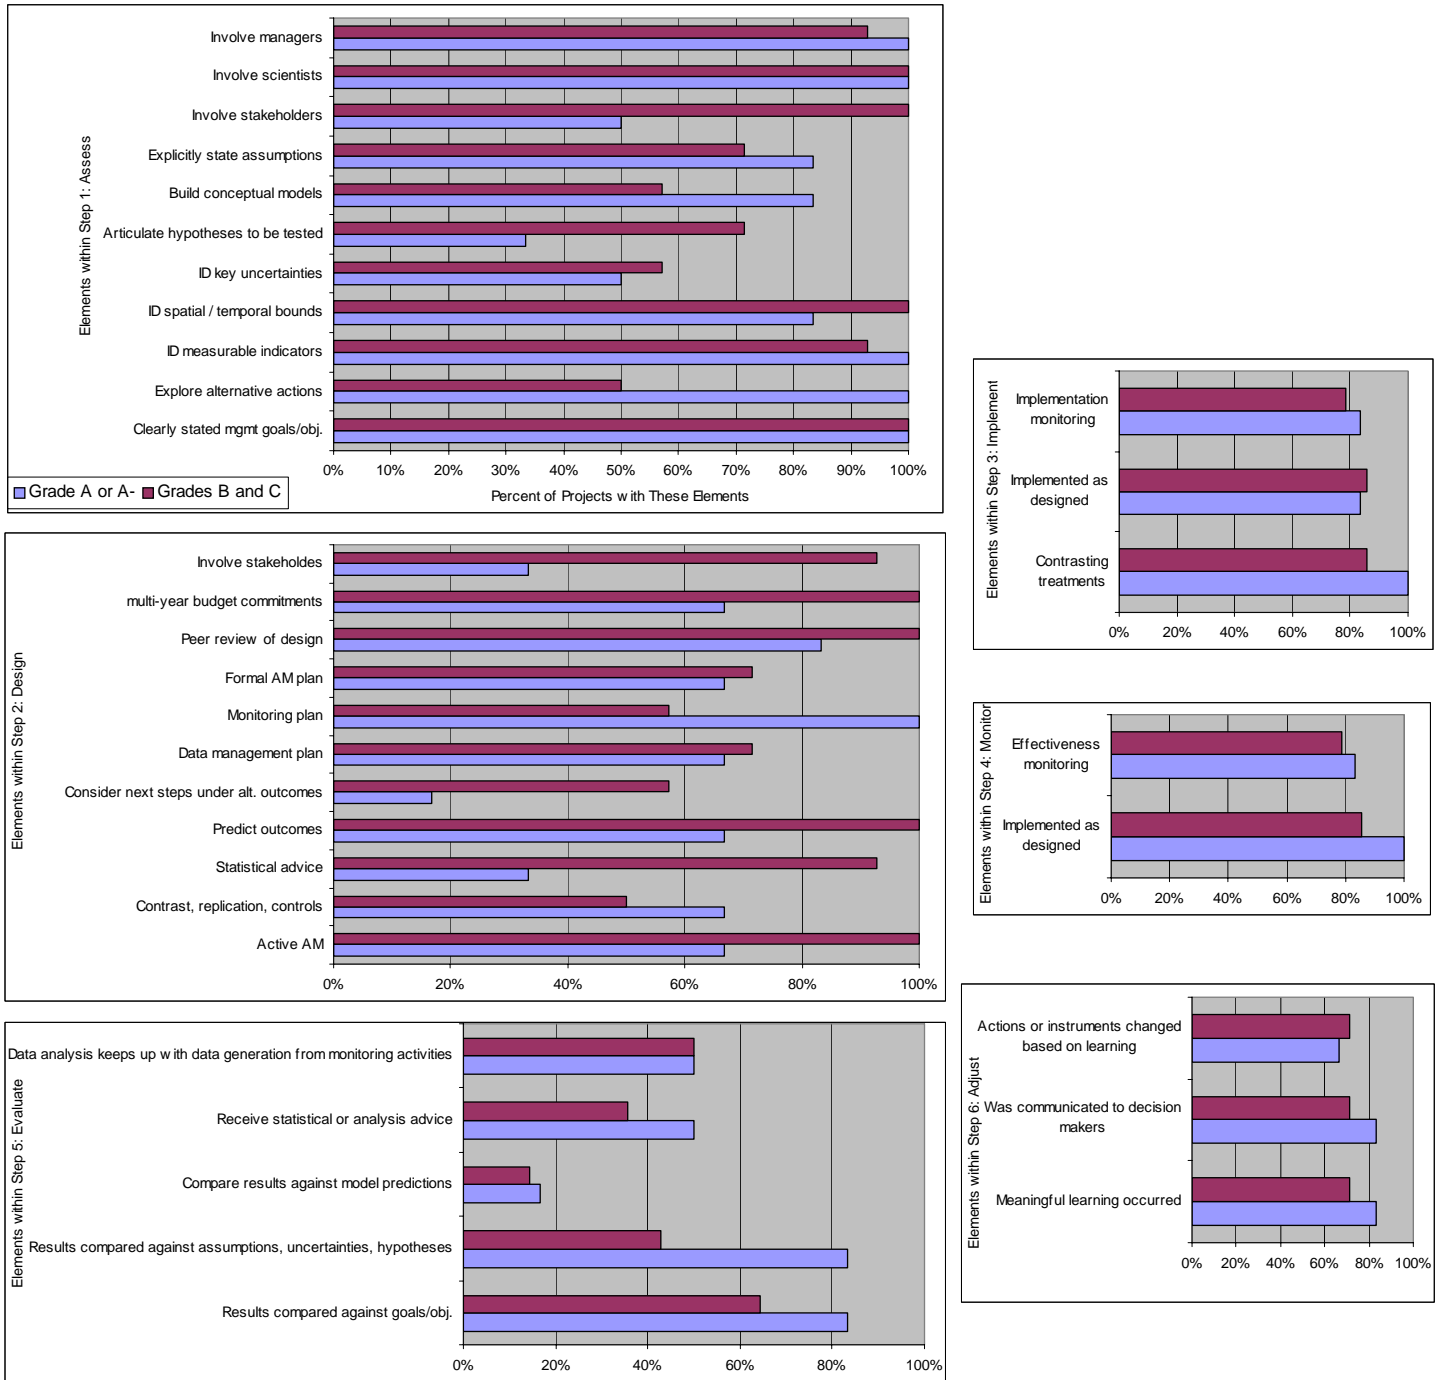 Elements within Step 1: Assess
Involve managers
Involve scientists
Involve stakeholders
Explicitly state assumptions
Build conceptual models
Articulate hypotheses to be tested
ID key uncertainties
ID spatial / temporal bounds
ID measurable indicators
Explore alternative actions
Clearly stated mgmt goals/obj.
0% 10% 20% 30% 40% 50% 60% 70% 80% 90% 100%
Percent of Projects with These Elements
Grade A or A- Grades B and C
Elements within Step 2: Design
Involve stakeholdes
multi-year budget commitments
Peer review of design
Formal AM plan
Monitoring plan
Data management plan
Consider next steps under alt. outcomes
Predict outcomes
Statistical advice
Contrast, replication, controls
Active AM
0% 20% 40% 60% 80% 100%
Elements within Step 3: Implement
Implementation
monitoring
Implemented as
designed
Contrasting
treatments
0% 20% 40% 60% 80% 100%
Elements within Step 4: Monitor
Effectiveness
monitoring
Implemented as
designed
0% 20% 40% 60% 80% 100%
Elements within Step 5: Evaluate
Data analysis keeps up with data generation from monitoring activities
Receive statistical or analysis advice
Compare results against model predictions
Results compared against assumptions, uncertainties, hypotheses
Results compared against goals/obj.
0% 20% 40% 60% 80% 100%
Elements within Step 6: Adjust
Actions or instruments changed
based on learning
Was communicated to decision
makers
Meaningful learning occurred
0% 20% 40% 60% 80% 100%